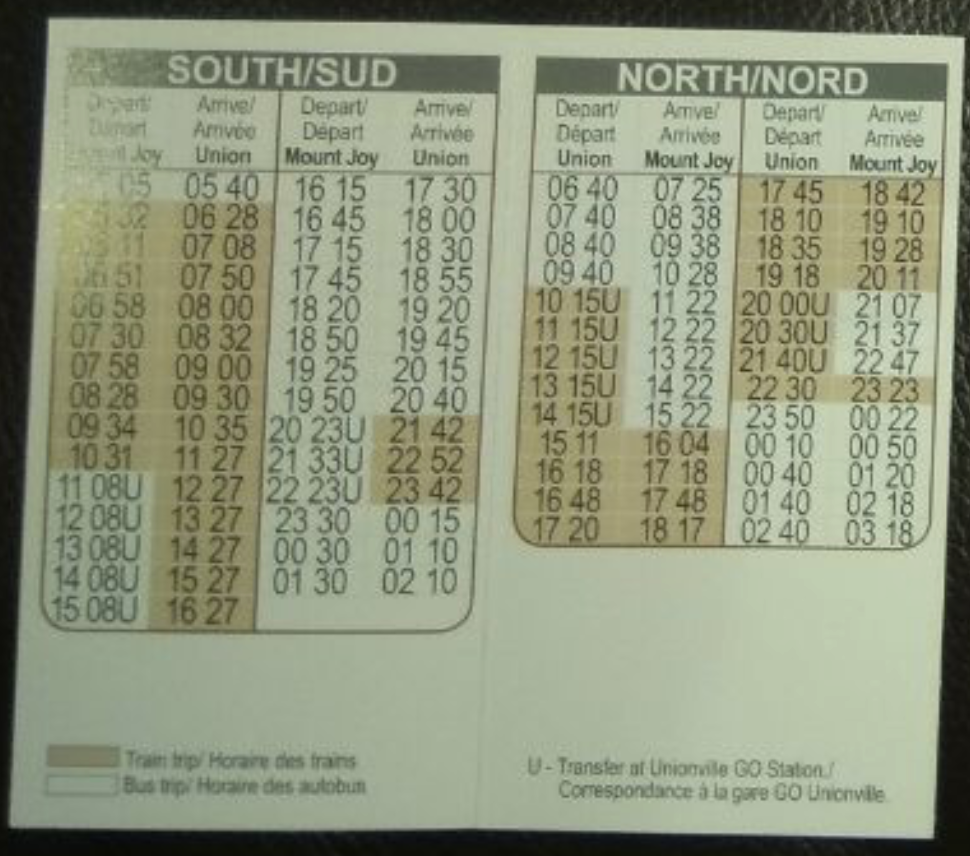 SOUTH/SUD
Depart/ Arrive/ Depart/ Arrive/
Départ Arrivée Départ Arrivée
Joy Union Mount Joy Union
05 05 40 16 15 17 30
32 06 28 16 45 18 00
11 07 08 17 15 18 30
06 51 07 50 17 45 18 55
06 58 08 00 18 20 19 20
07 30 08 32 18 50 19 45
07 58 09 00 19 25 20 15
08 28 09 30 19 50 20 40
09 34 10 35 20 23U 21 42
10 31 11 27 21 33U 22 52
11 08U 12 27 22 23U 23 42
12 08U 13 27 23 30 00 15
13 08U 14 27 00 30 01 10
14 08U 15 27 01 30 02 10
15 08U 16 27
Train trip/ Horaire des trains
Bus trip/ Horaire des autobus
NORTH/NORD
Depart/ Arrive/ Depart/ Arrive/
Départ Arrivée Départ Arrivée
Union Mount Joy Union Mount Joy
06 40 07 25 17 45 18 42
07 40 08 38 18 10 19 10
08 40 09 38 18 35 19 28
09 40 10 28 19 18 20 11
10 15U 11 22 20 00U 21 07
11 15U 12 22 20 30U 21 37
12 15U 13 22 21 40U 22 47
13 15U 14 22 22 30 23 23
14 15U 15 22 23 50 00 22
15 11 16 04 00 10 00 50
16 18 17 18 00 40 01 20
16 48 17 48 01 40 02 18
17 20 18 17 02 40 03 18
U - Transfer at Unionville GO Station./
Correspondance à la gare GO Unionville.